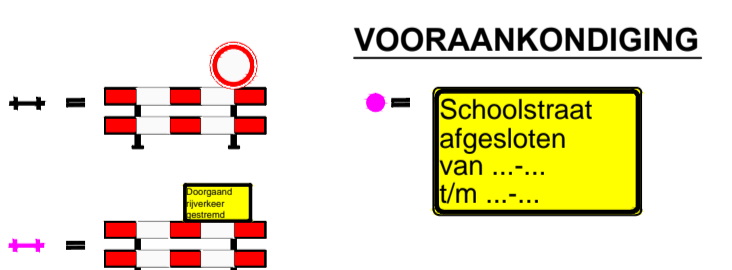 VOORAANKONDIGING
=
=
Schoolstraat
afgesloten
van ...-...
t/m ...-...
Doorgaand
rijverkeer
gestremd
=